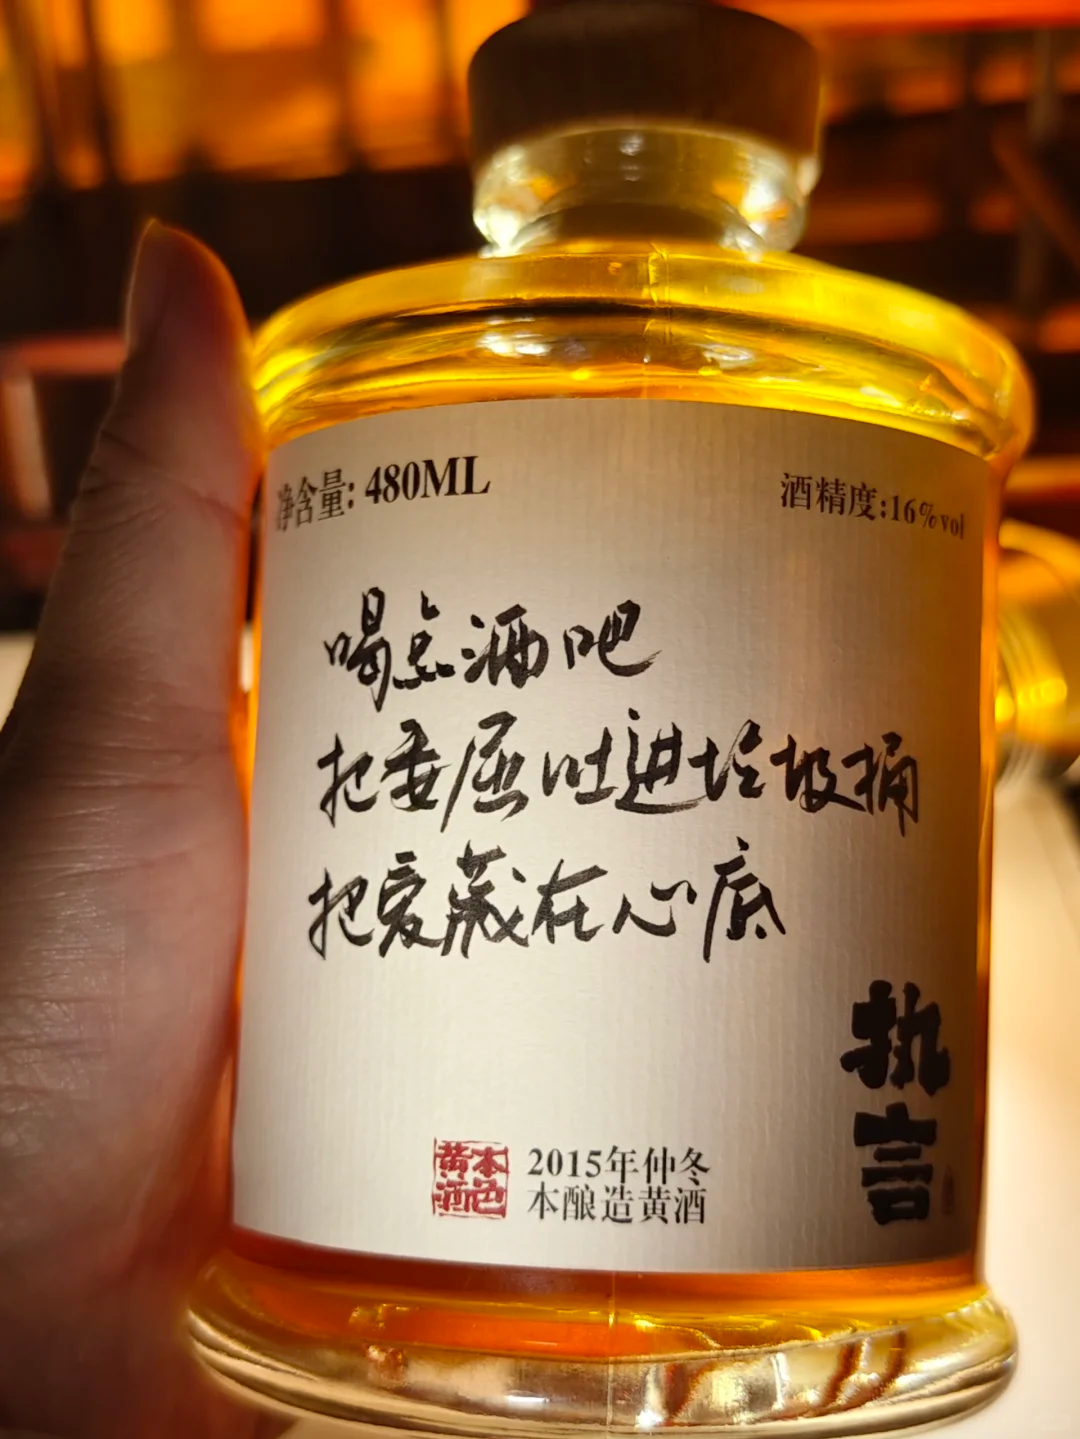 净含量: 480ML
酒精度:16%vol
喝点酒吧
把委屈吐进垃圾桶
把爱藏在心底
执言
本色黄酒
2015年仲冬
本酿造黄酒